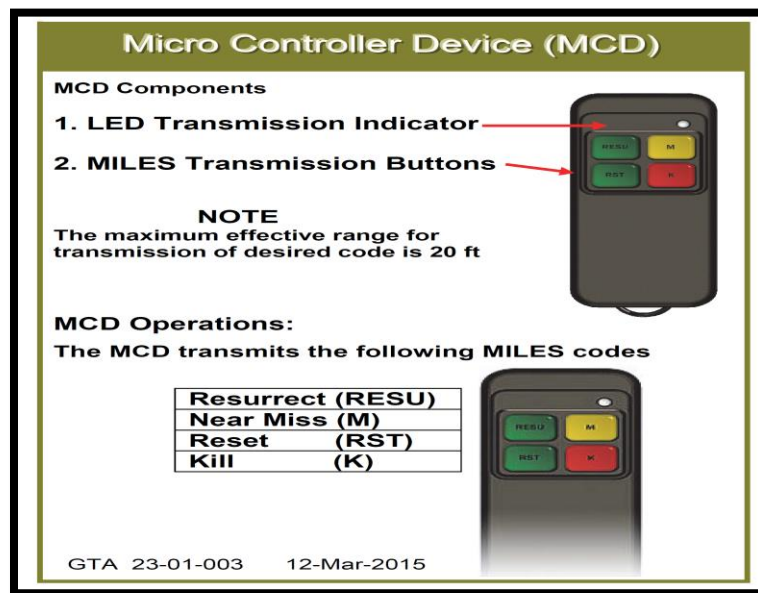 Micro Controller Device (MCD)
MCD Components
1. LED Transmission Indicator
2. MILES Transmission Buttons
RESU M
RST K
NOTE
The maximum effective range for
transmission of desired code is 20 ft
MCD Operations:
The MCD transmits the following MILES codes
Resurrect (RESU)
Near Miss (M)
Reset (RST)
Kill (K)
RESU M
RST K
GTA 23-01-003 12-Mar-2015